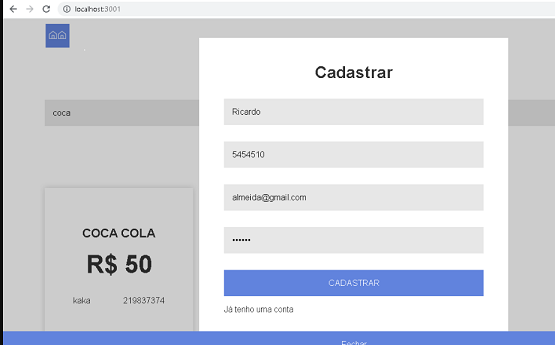 localhost:3001
Cadastrar
coca
Ricardo
5454510
almeida@gmail.com
••••••
COCA COLA
R$ 50
kaka 219837374
CADASTRAR
Já tenho uma conta
Fechar